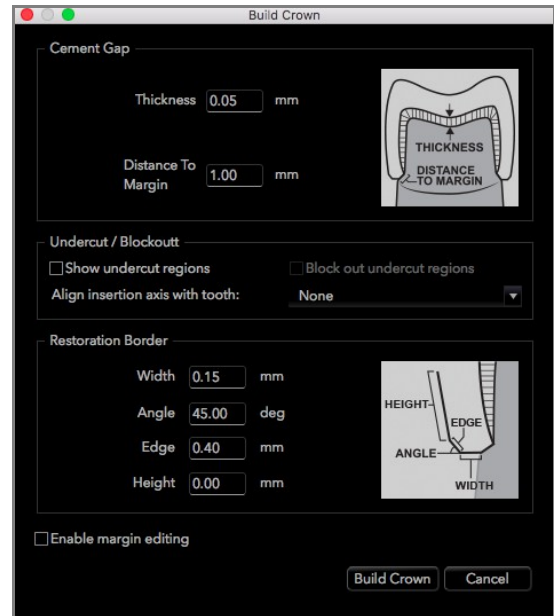 Build Crown
Cement Gap
Thickness 0.05 mm
Distance To
Margin 1.00 mm
THICKNESS
DISTANCE
TO MARGIN
Undercut / Blockoutt
Show undercut regions Block out undercut regions
Align insertion axis with tooth: None
Restoration Border
Width 0.15 mm
Angle 45.00 deg
Edge 0.40 mm
Height 0.00 mm
HEIGHT
EDGE
ANGLE
WIDTH
Enable margin editing
Build Crown Cancel